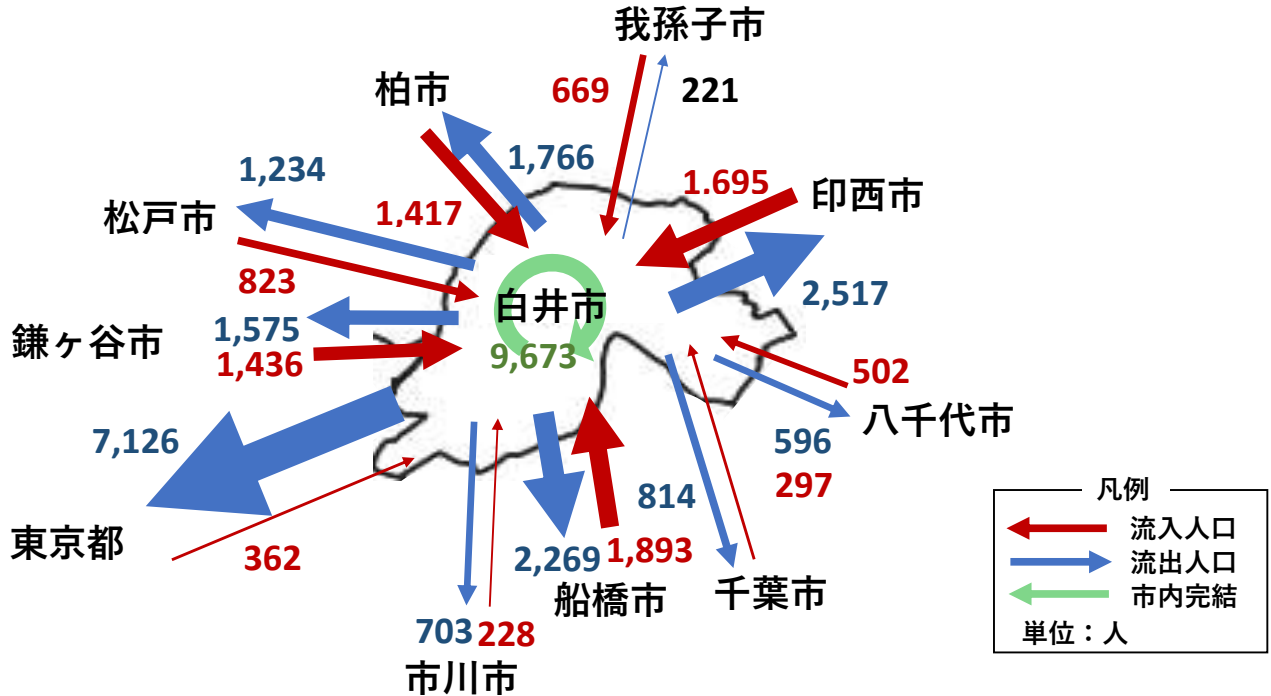 我孫子市
669
221
柏市
1,766
1,417
1,234
松戸市
823
1.695
印西市
2,517
白井市
9,673
鎌ヶ谷市
1,575
1,436
502
八千代市
596
297
7,126
東京都
362
814
千葉市
2,269
1,893
船橋市
703
228
市川市
凡例
流入人口
流出人口
市内完結
単位：人